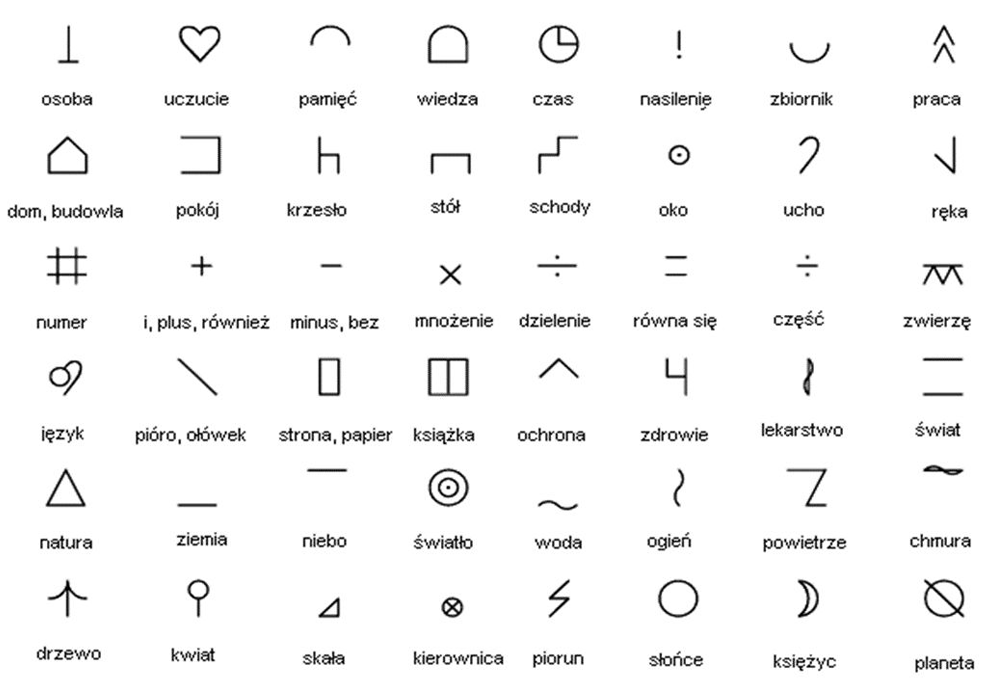 osoba uczucie pamięć wiedza czas nasilenię zbiornik praca
dom, budowla pokój krzesło stół schody oko ucho ręka
numer i, plus, również minus, bez mnożenie dzielenie równa się część zwierzę
język pióro, ołówek strona, papier książka ochrona zdrowie lekarstwo świat
natura ziemia niebo światło woda ogień powietrze chmura
drzewo kwiat skała kierownica piorun słońce księżyc planeta